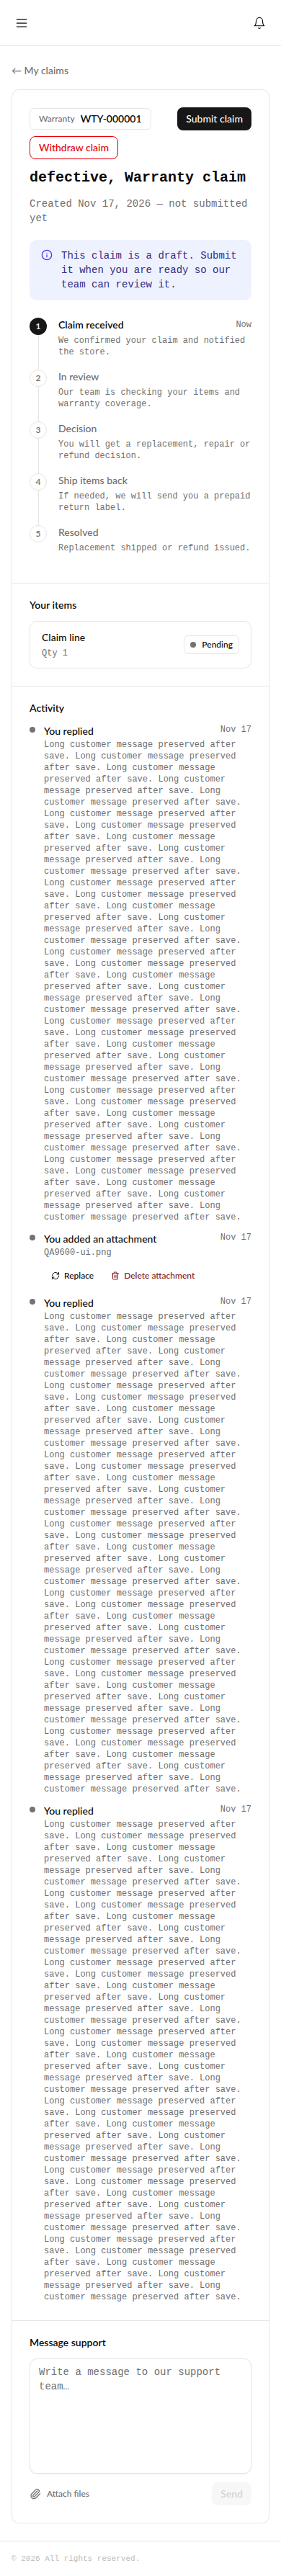 ← My claims
Warranty WTY-000001
Submit claim
Withdraw claim
defective, Warranty claim
Created Nov 17, 2026 — not submitted
yet
This claim is a draft. Submit
it when you are ready so our
team can review it.
1 Claim received Now
We confirmed your claim and notified
the store.
2 In review
Our team is checking your items and
warranty coverage.
3 Decision
You will get a replacement, repair or
refund decision.
4 Ship items back
If needed, we will send you a prepaid
return label.
5 Resolved
Replacement shipped or refund issued.
Your items
Claim line
Qty 1
Pending
Activity
You replied Nov 17
Long customer message preserved after
save. Long customer message preserved
after save. Long customer message
preserved after save. Long customer
message preserved after save. Long
customer message preserved after save.
Long customer message preserved after
save. Long customer message preserved
after save. Long customer message
preserved after save. Long customer
message preserved after save. Long
customer message preserved after save.
Long customer message preserved after
save. Long customer message preserved
after save. Long customer message
preserved after save. Long customer
message preserved after save. Long
customer message preserved after save.
Long customer message preserved after
save. Long customer message preserved
after save. Long customer message
preserved after save. Long customer
message preserved after save. Long
customer message preserved after save.
Long customer message preserved after
save. Long customer message preserved
after save. Long customer message
preserved after save. Long customer
message preserved after save. Long
customer message preserved after save.
Long customer message preserved after
save. Long customer message preserved
after save. Long customer message
preserved after save. Long customer
message preserved after save. Long
customer message preserved after save.
Long customer message preserved after
save. Long customer message preserved
after save. Long customer message
preserved after save. Long customer
message preserved after save. Long
customer message preserved after save.
You added an attachment Nov 17
QA9600-ui.png
Replace Delete attachment
You replied Nov 17
Long customer message preserved after
save. Long customer message preserved
after save. Long customer message
preserved after save. Long customer
message preserved after save. Long
customer message preserved after save.
Long customer message preserved after
save. Long customer message preserved
after save. Long customer message
preserved after save. Long customer
message preserved after save. Long
customer message preserved after save.
Long customer message preserved after
save. Long customer message preserved
after save. Long customer message
preserved after save. Long customer
message preserved after save. Long
customer message preserved after save.
Long customer message preserved after
save. Long customer message preserved
after save. Long customer message
preserved after save. Long customer
message preserved after save. Long
customer message preserved after save.
Long customer message preserved after
save. Long customer message preserved
after save. Long customer message
preserved after save. Long customer
message preserved after save. Long
customer message preserved after save.
Long customer message preserved after
save. Long customer message preserved
after save. Long customer message
preserved after save. Long customer
message preserved after save. Long
customer message preserved after save.
Long customer message preserved after
save. Long customer message preserved
after save. Long customer message
preserved after save. Long customer
message preserved after save. Long
customer message preserved after save.
You replied Nov 17
Long customer message preserved after
save. Long customer message preserved
after save. Long customer message
preserved after save. Long customer
message preserved after save. Long
customer message preserved after save.
Long customer message preserved after
save. Long customer message preserved
after save. Long customer message
preserved after save. Long customer
message preserved after save. Long
customer message preserved after save.
Long customer message preserved after
save. Long customer message preserved
after save. Long customer message
preserved after save. Long customer
message preserved after save. Long
customer message preserved after save.
Long customer message preserved after
save. Long customer message preserved
after save. Long customer message
preserved after save. Long customer
message preserved after save. Long
customer message preserved after save.
Long customer message preserved after
save. Long customer message preserved
after save. Long customer message
preserved after save. Long customer
message preserved after save. Long
customer message preserved after save.
Long customer message preserved after
save. Long customer message preserved
after save. Long customer message
preserved after save. Long customer
message preserved after save. Long
customer message preserved after save.
Long customer message preserved after
save. Long customer message preserved
after save. Long customer message
preserved after save. Long customer
message preserved after save. Long
customer message preserved after save.
Message support
Write a message to our support
team…
Attach files
Send
© 2026 All rights reserved.